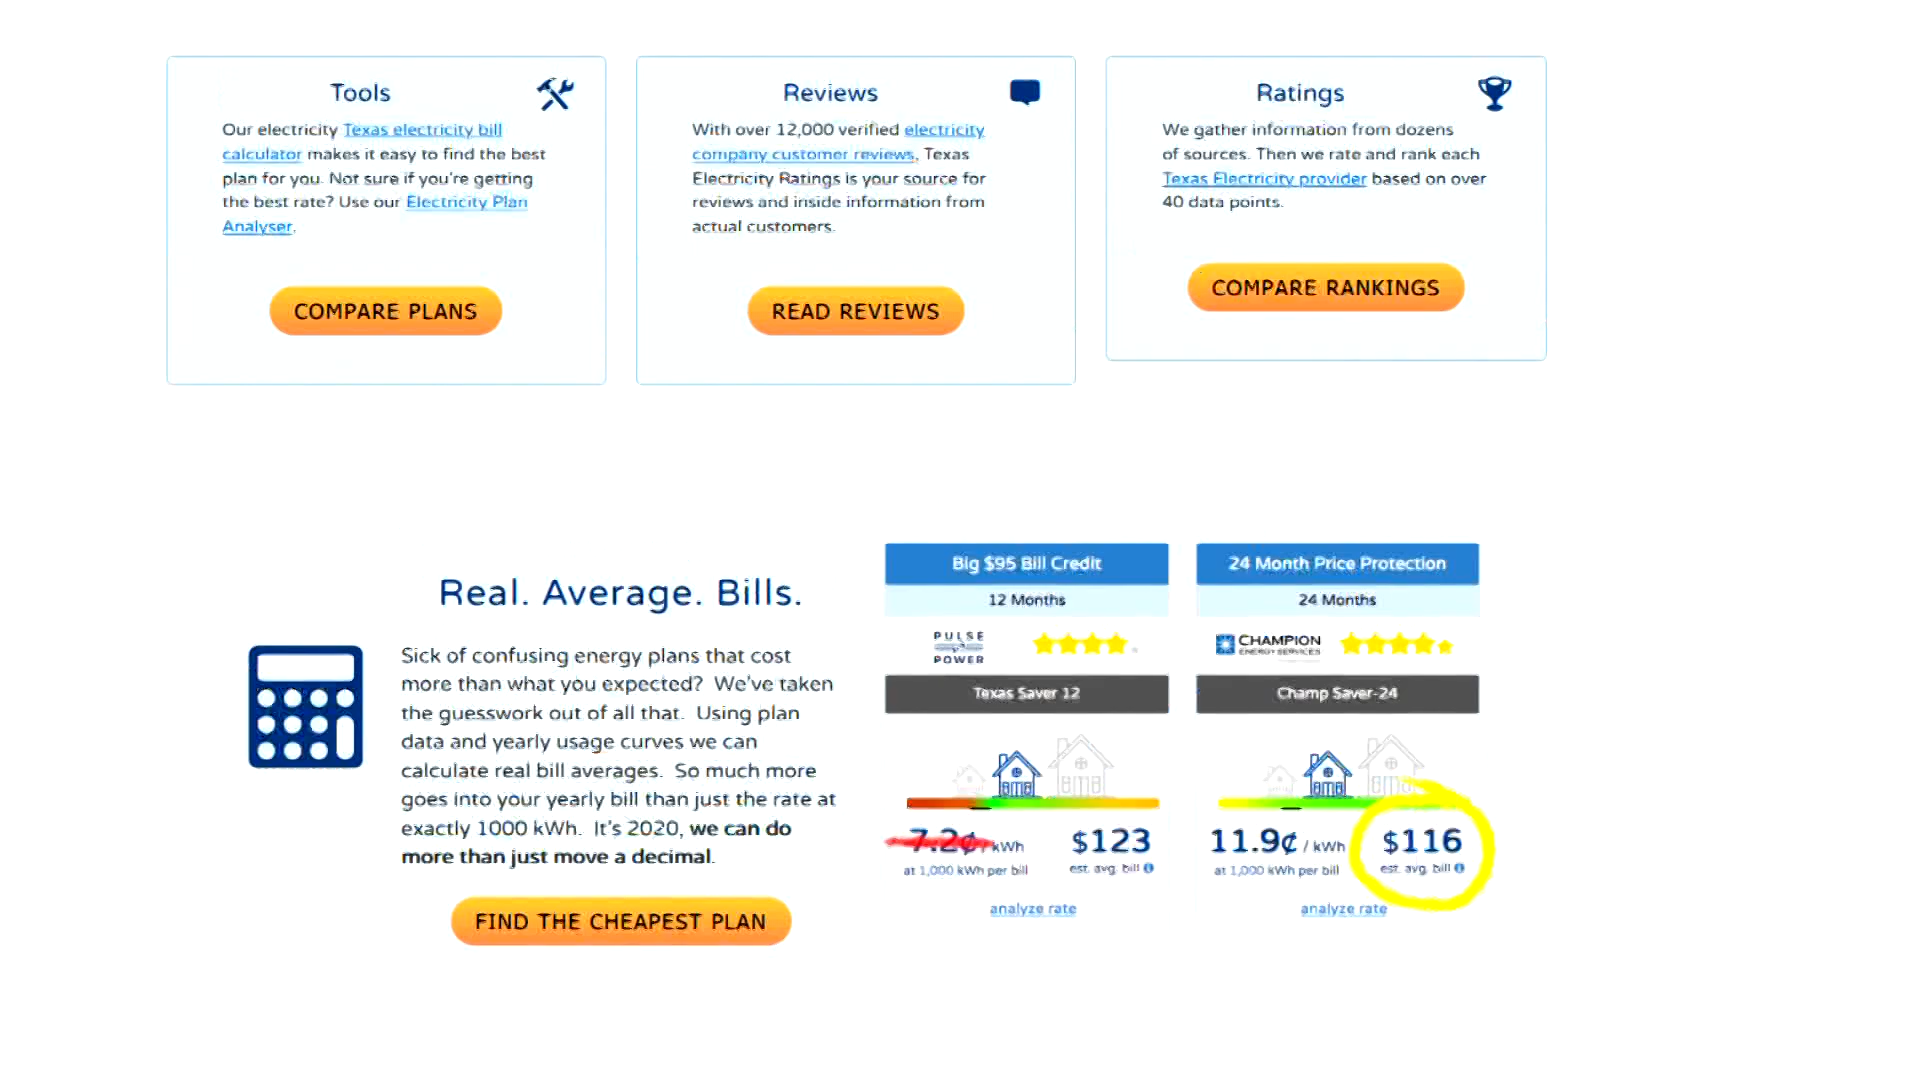 Tools
Our electricity Texas electricity bill
calculator makes it easy to find the best
plan for you. Not sure if you're getting
the best rate? Use our Electricity Plan
Analyser.
COMPARE PLANS
Reviews
With over 12,000 verified electricity
company customer reviews, Texas
Electricity Ratings is your source for
reviews and inside information from
actual customers.
READ REVIEWS
Ratings
We gather information from dozens
of sources. Then we rate and rank each
Texas Electricity provider based on over
40 data points.
COMPARE RANKINGS
Real. Average. Bills.
Sick of confusing energy plans that cost
more than what you expected? We've taken
the guesswork out of all that. Using plan
data and yearly usage curves we can
calculate real bill averages. So much more
goes into your yearly bill than just the rate at
exactly 1000 kWh. It's 2020, we can do
more than just move a decimal.
FIND THE CHEAPEST PLAN
Big $95 Bill Credit
12 Months
PULSE
POWER
Texas Saver 12
7.2¢ / kWh
at 1,000 kWh per bill
$123
est. avg. bill
analyze rate
24 Month Price Protection
24 Months
CHAMPION
ENERGY SERVICES
Champ Saver-24
11.9¢ / kWh
at 1,000 kWh per bill
$116
est. avg. bill
analyze rate